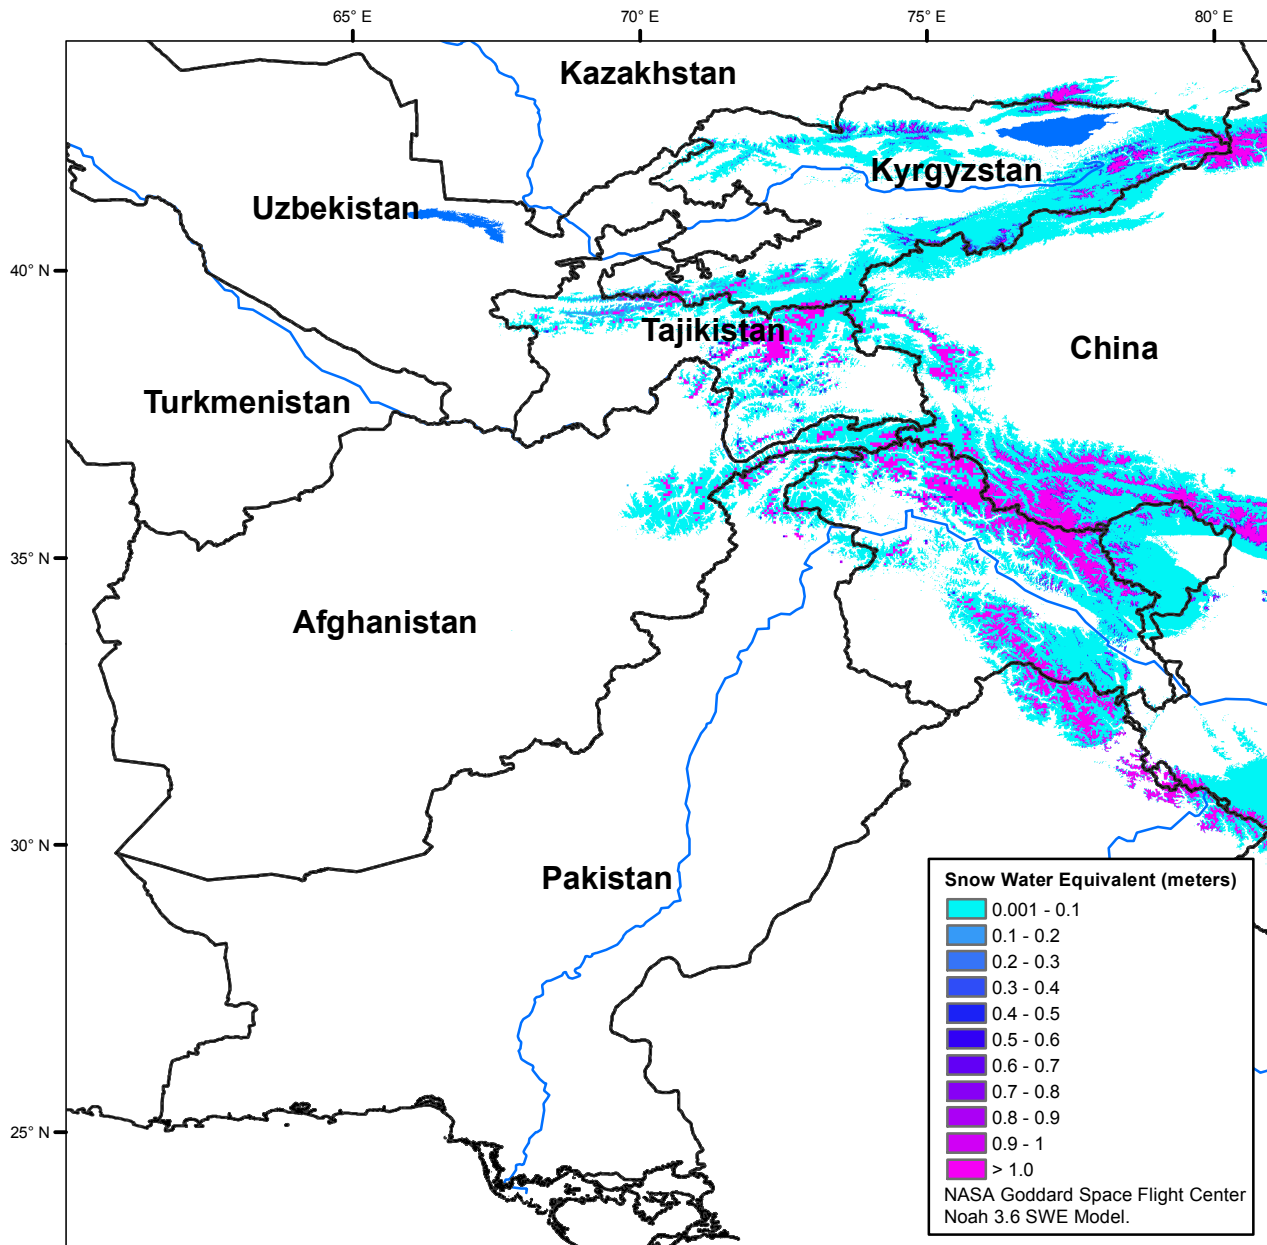 65° E
70° E
75° E
80° E
Kazakhstan
Kyrgyzstan
Uzbekistan
40° N
Tajikistan
China
Turkmenistan
35° N
Afghanistan
30° N
Pakistan
25° N
Snow Water Equivalent (meters)
0.001 - 0.1
0.1 - 0.2
0.2 - 0.3
0.3 - 0.4
0.4 - 0.5
0.5 - 0.6
0.6 - 0.7
0.7 - 0.8
0.8 - 0.9
0.9 - 1
> 1.0
NASA Goddard Space Flight Center
Noah 3.6 SWE Model.